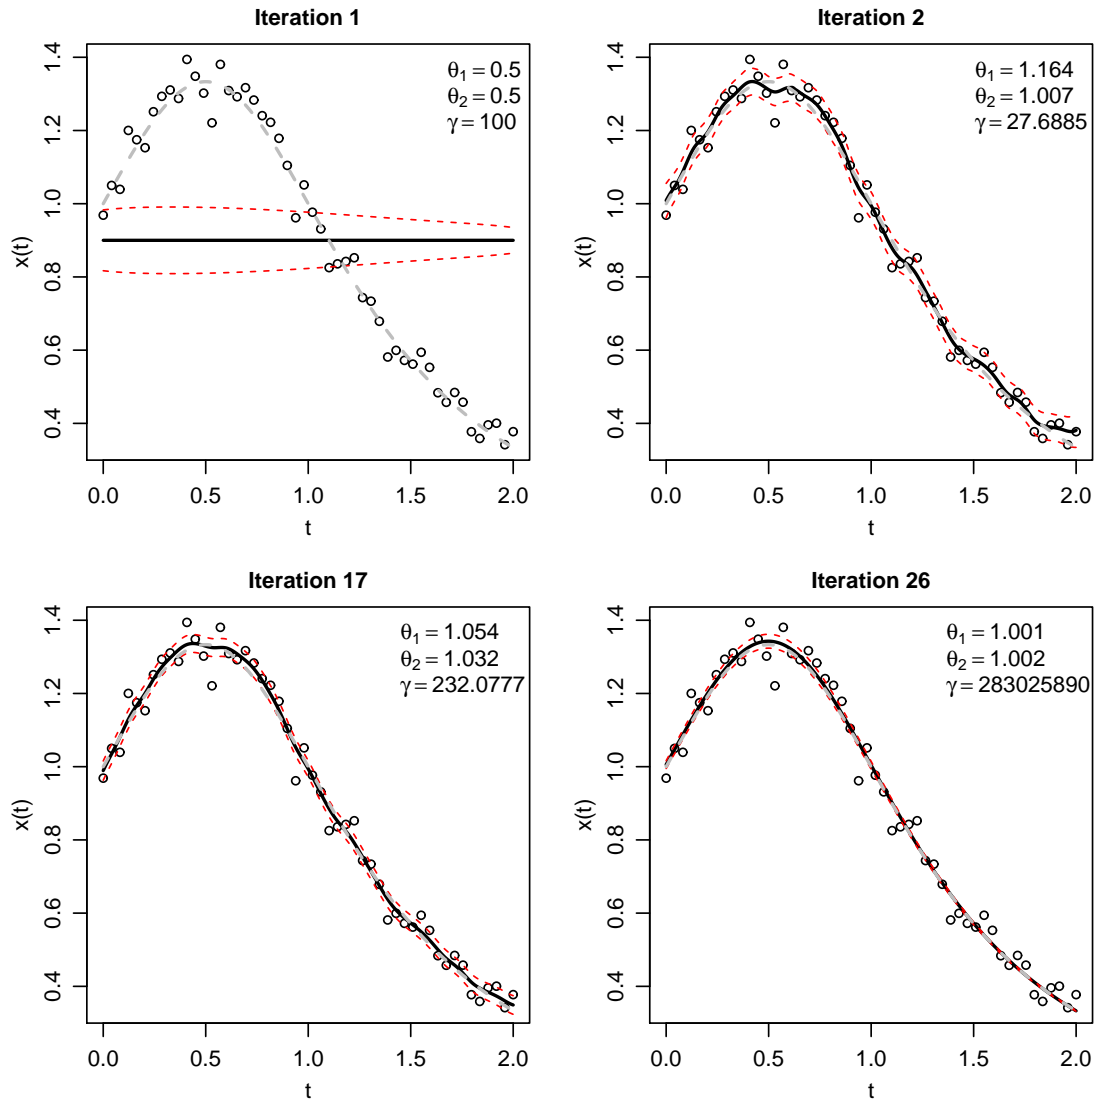 Iteration 1
θ1 = 0.5
θ2 = 0.5
γ = 100
x(t)
0.4 0.6 0.8 1.0 1.2 1.4
0.0 0.5 1.0 1.5 2.0
t
Iteration 2
θ1 = 1.164
θ2 = 1.007
γ = 27.6885
x(t)
0.4 0.6 0.8 1.0 1.2 1.4
0.0 0.5 1.0 1.5 2.0
t
Iteration 17
θ1 = 1.054
θ2 = 1.032
γ = 232.0777
x(t)
0.4 0.6 0.8 1.0 1.2 1.4
0.0 0.5 1.0 1.5 2.0
t
Iteration 26
θ1 = 1.001
θ2 = 1.002
γ = 283025890
x(t)
0.4 0.6 0.8 1.0 1.2 1.4
0.0 0.5 1.0 1.5 2.0
t